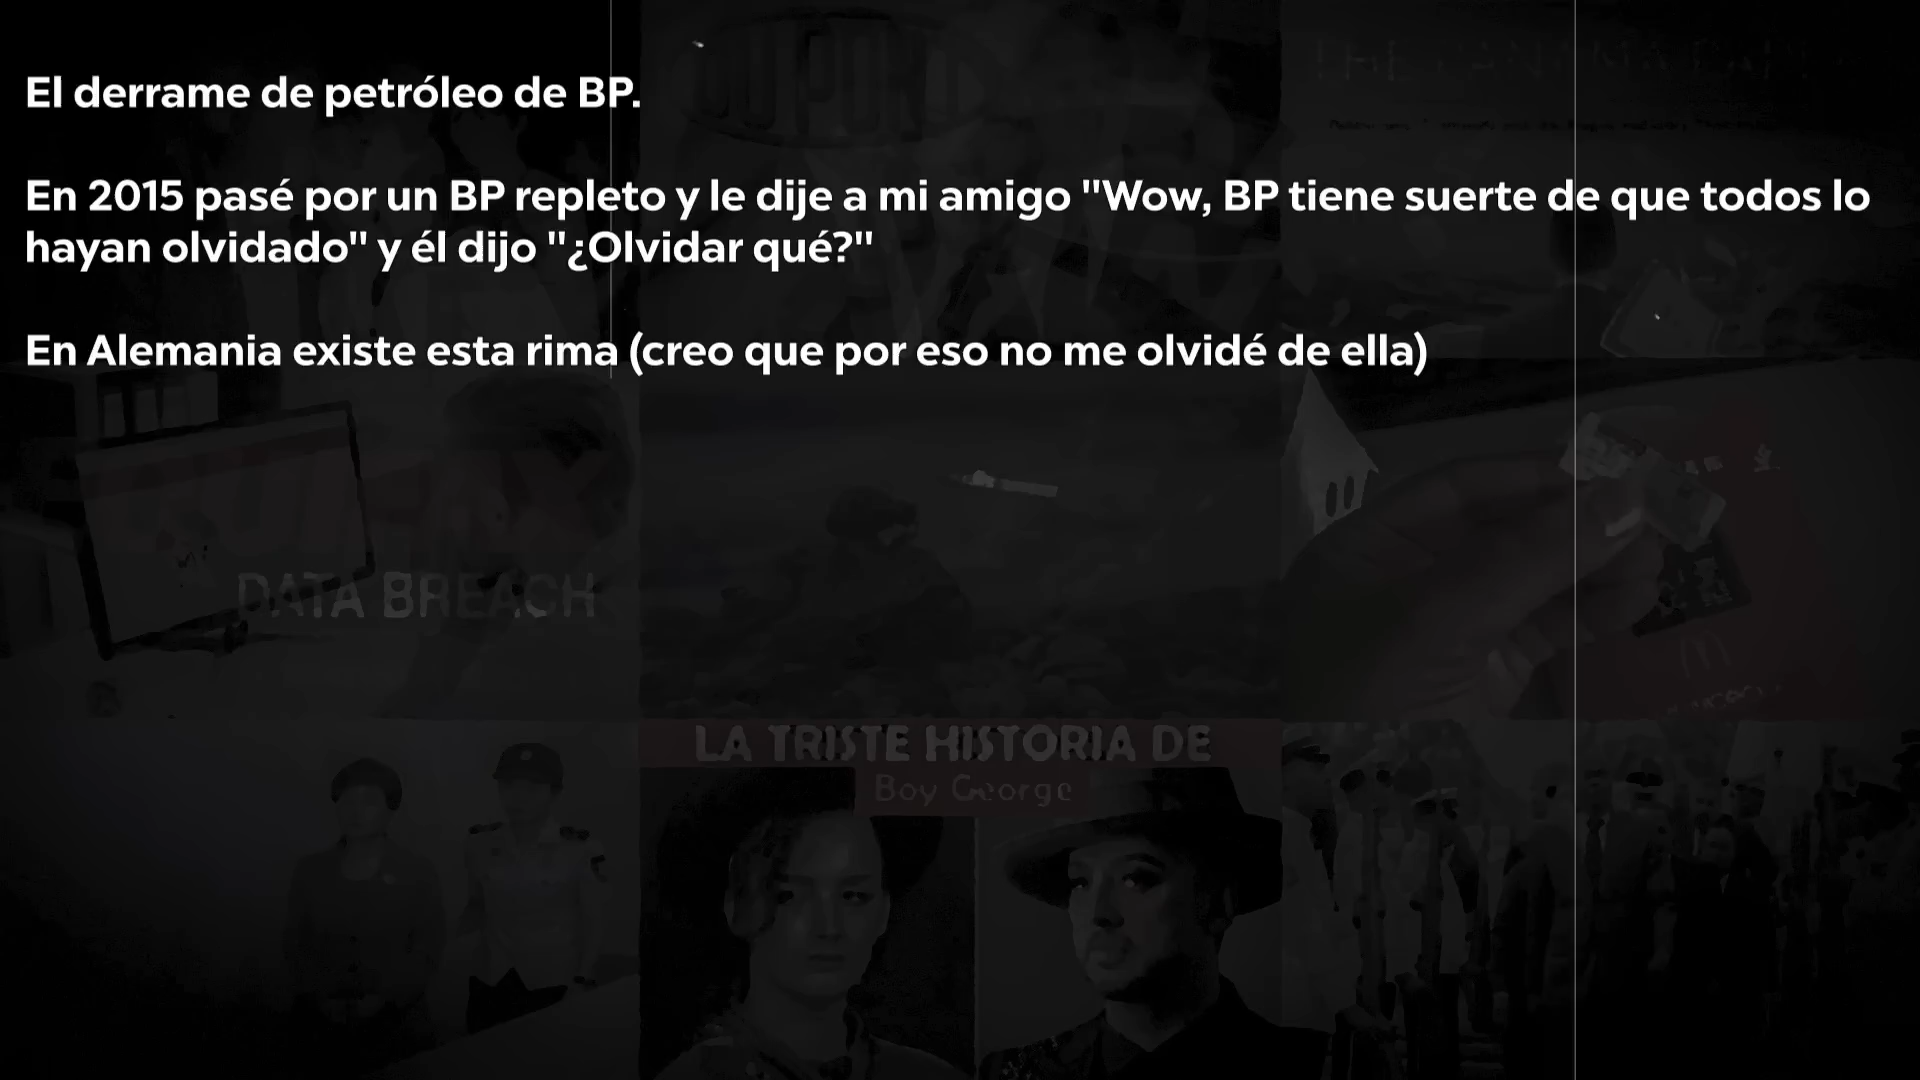 El derrame de petróleo de BP.
En 2015 pasé por un BP repleto y le dije a mi amigo "Wow, BP tiene suerte de que todos lo
hayan olvidado" y él dijo "¿Olvidar qué?"
En Alemania existe esta rima (creo que por eso no me olvidé de ella)
DATA BREACH
LA TRISTE HISTORIA DE
Boy George